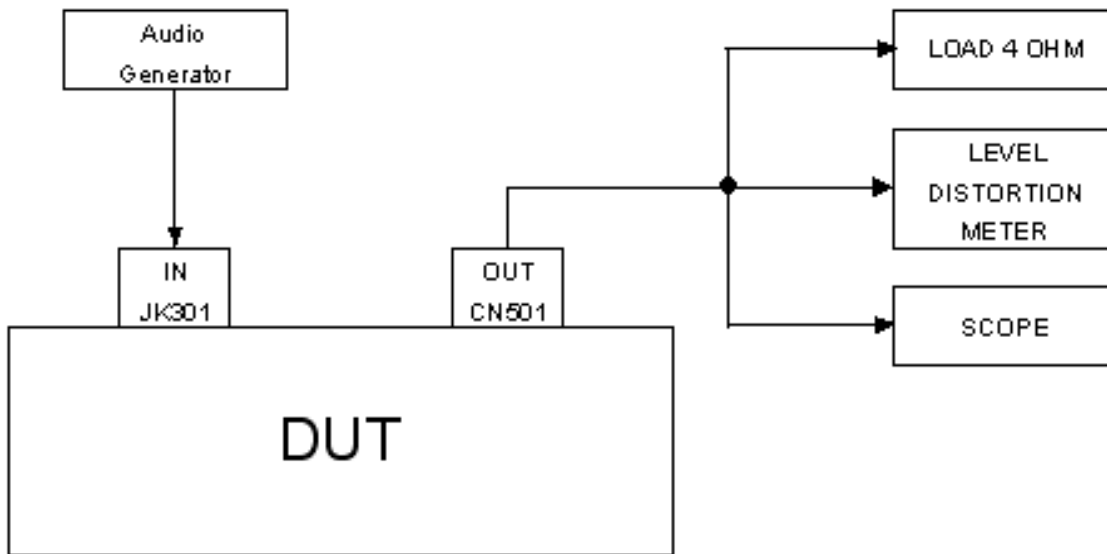 Audio
Generator
IN
JK301
OUT
CN501
DUT
LOAD 4 OHM
LEVEL
DISTORTION
METER
SCOPE